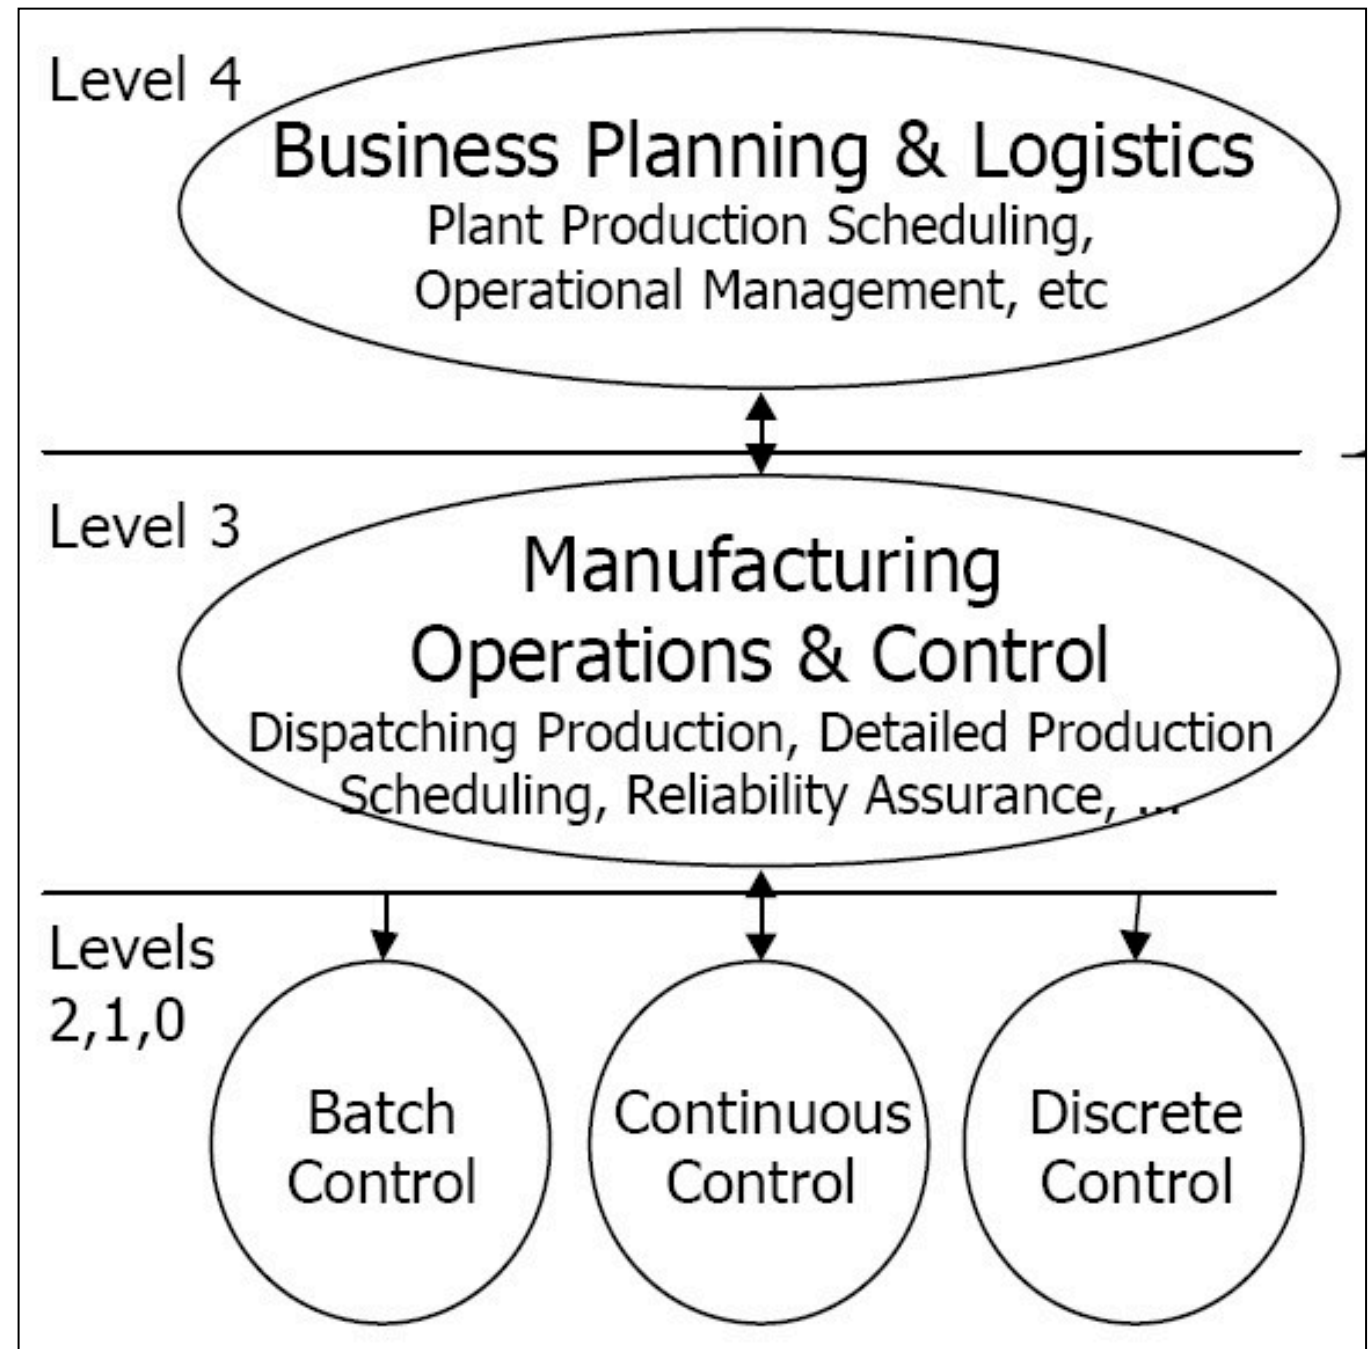 Level 4
Business Planning & Logistics
Plant Production Scheduling,
Operational Management, etc
Level 3
Manufacturing
Operations & Control
Dispatching Production, Detailed Production
Scheduling, Reliability Assurance, ...
Levels
2,1,0
Batch
Control
Continuous
Control
Discrete
Control